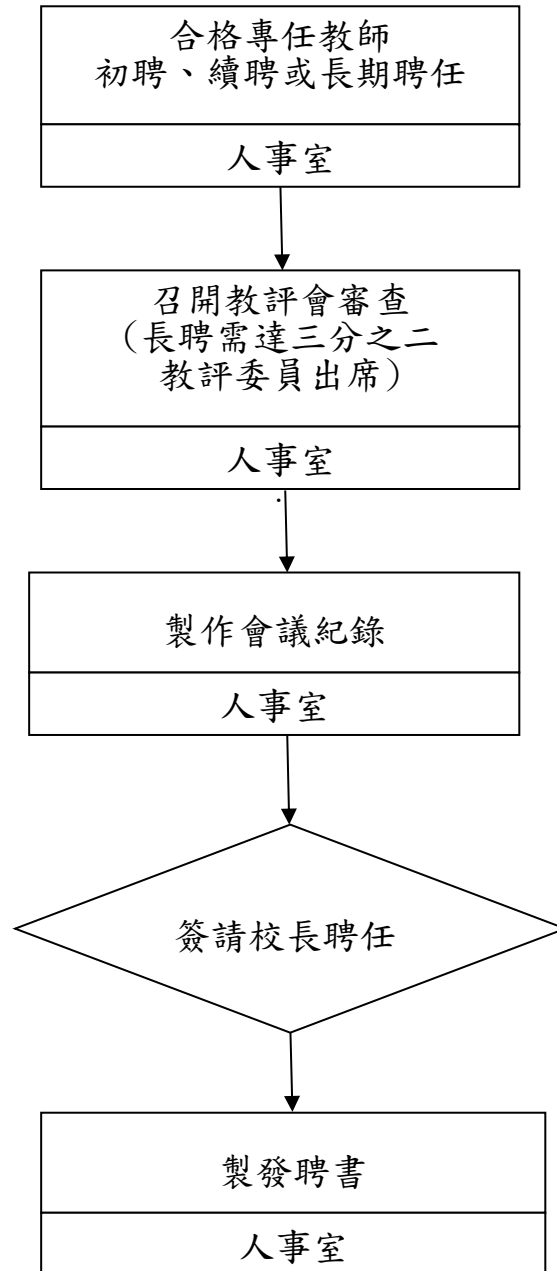 合格專任教師
初聘、續聘或長期聘任
人事室
召開教評會審查
（長聘需達三分之二
教評委員出席）
人事室
.
製作會議紀錄
人事室
簽請校長聘任
製發聘書
人事室